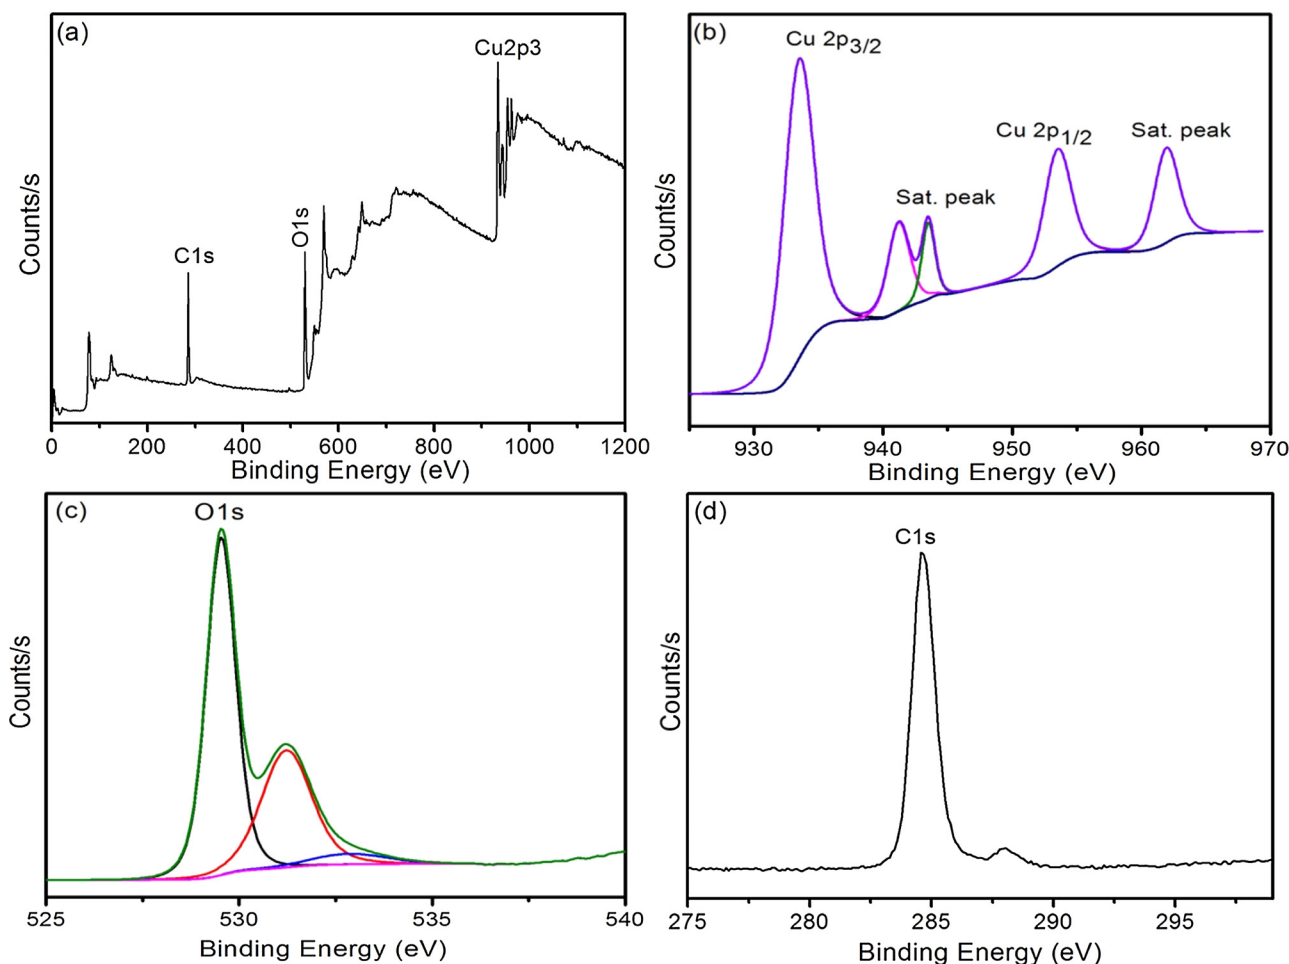 (a)
Cu2p3
C1s
O1s
Counts/s
0 200 400 600 800 1000 1200
Binding Energy (eV)
(b)
Cu 2p3/2
Sat. peak
Cu 2p1/2
Sat. peak
Counts/s
930 940 950 960 970
Binding Energy (eV)
(c)
O1s
Counts/s
525 530 535 540
Binding Energy (eV)
(d)
C1s
Counts/s
275 280 285 290 295
Binding Energy (eV)